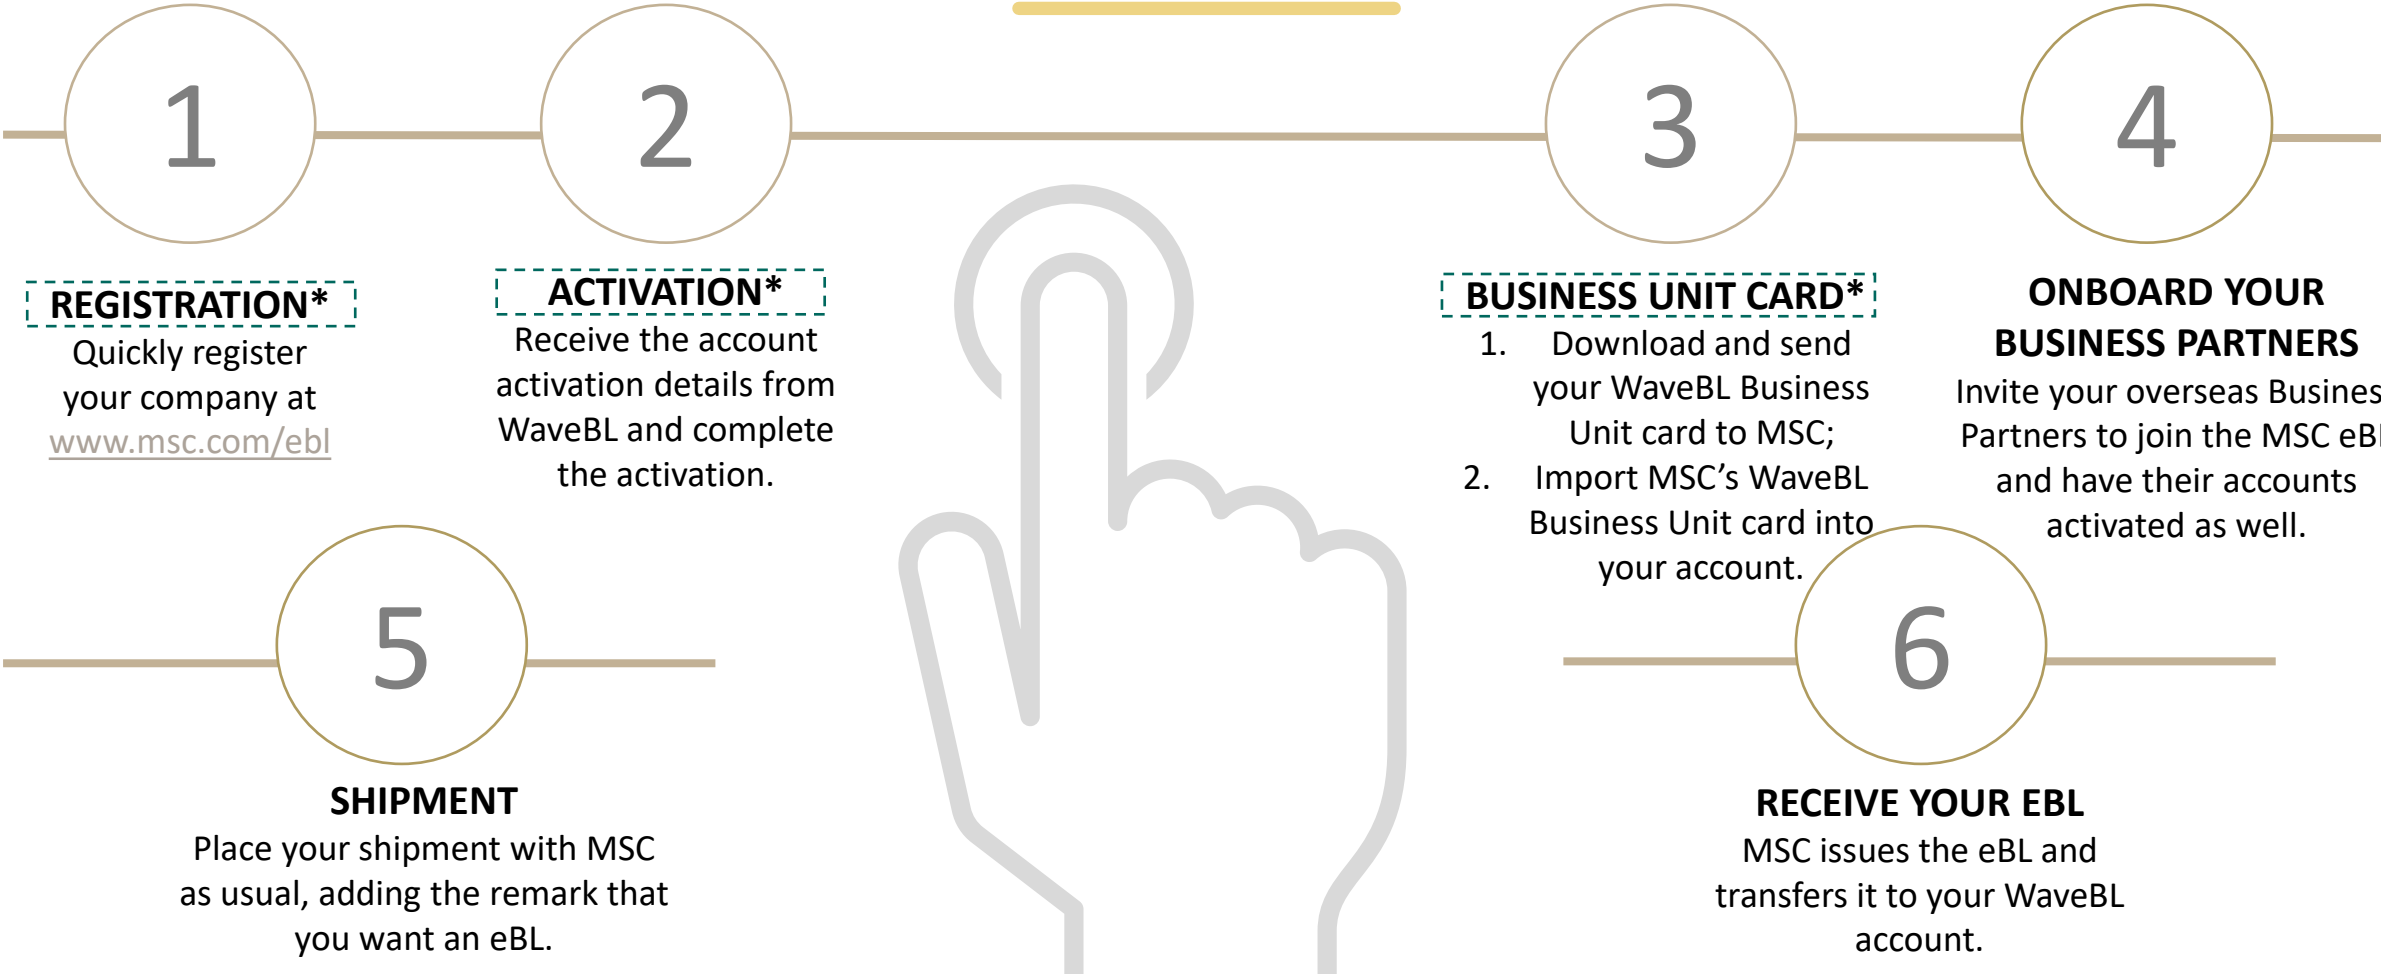 1
REGISTRATION*
Quickly register
your company at
www.msc.com/ebl
2
ACTIVATION*
Receive the account
activation details from
WaveBL and complete
the activation.
3
BUSINESS UNIT CARD*
1. Download and send
your WaveBL Business
Unit card to MSC;
2. Import MSC’s WaveBL
Business Unit card into
your account.
4
ONBOARD YOUR
BUSINESS PARTNERS
Invite your overseas Busines
Partners to join the MSC eB
and have their accounts
activated as well.
5
SHIPMENT
Place your shipment with MSC
as usual, adding the remark that
you want an eBL.
6
RECEIVE YOUR EBL
MSC issues the eBL and
transfers it to your WaveBL
account.